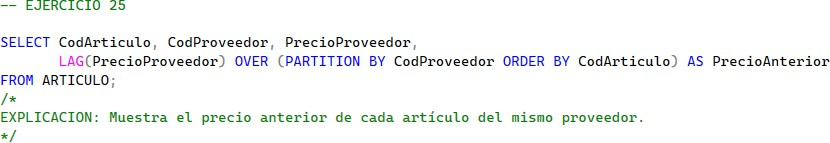 -- EJERCICIO 25
SELECT CodArticulo, CodProveedor, PrecioProveedor,
LAG(PrecioProveedor) OVER (PARTITION BY CodProveedor ORDER BY CodArticulo) AS PrecioAnterior
FROM ARTICULO;
/*
EXPLICACION: Muestra el precio anterior de cada artículo del mismo proveedor.
*/